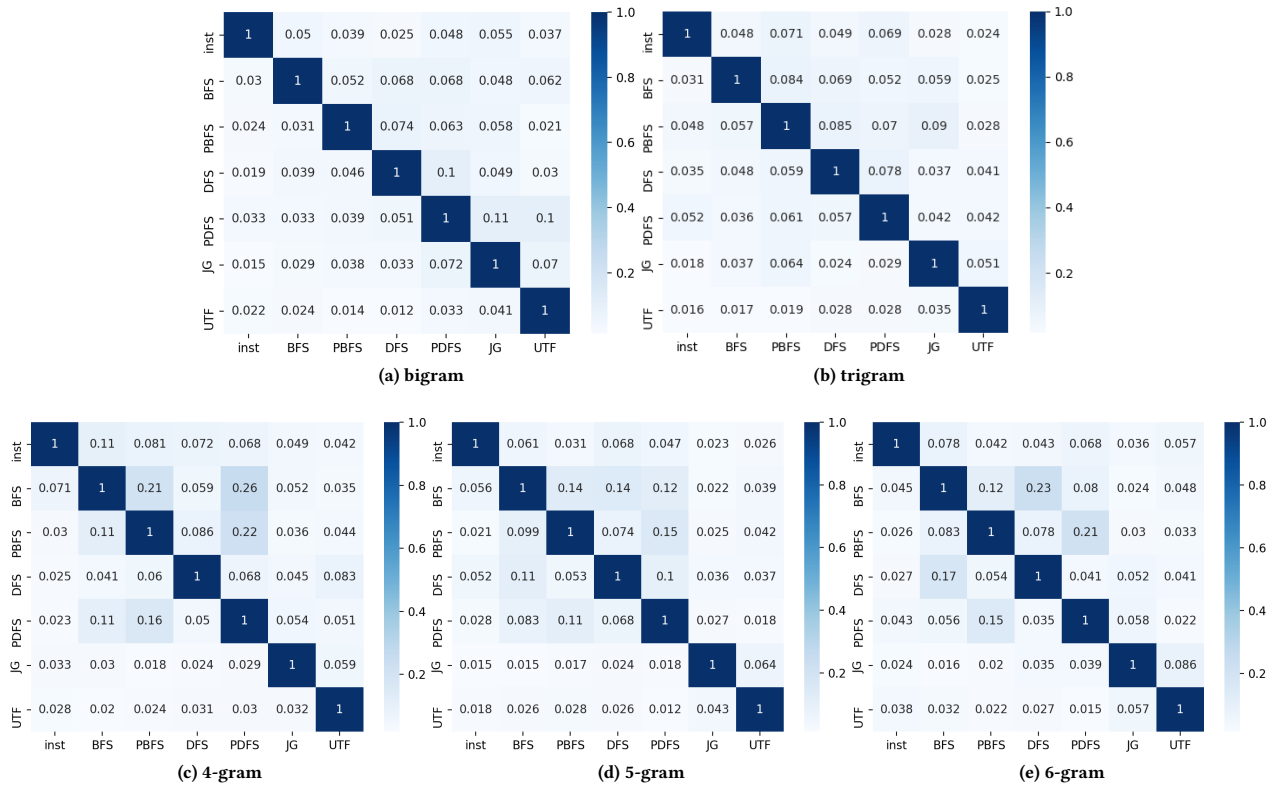 inst 1 0.05 0.039 0.025 0.048 0.055 0.037
BFS 0.03 1 0.052 0.068 0.068 0.048 0.062
PBFS 0.024 0.031 1 0.074 0.063 0.058 0.021
DFS 0.019 0.039 0.046 1 0.1 0.049 0.03
PDFS 0.033 0.033 0.039 0.051 1 0.11 0.1
JG 0.015 0.029 0.038 0.033 0.072 1 0.07
UTF 0.022 0.024 0.014 0.012 0.033 0.041 1
inst BFS PBFS DFS PDFS JG UTF
1.0
0.8
0.6
0.4
0.2
(a) bigram
inst 1 0.048 0.071 0.049 0.069 0.028 0.024
BFS 0.031 1 0.084 0.069 0.052 0.059 0.025
PBFS 0.048 0.057 1 0.085 0.07 0.09 0.028
DFS 0.035 0.048 0.059 1 0.078 0.037 0.041
PDFS 0.052 0.036 0.061 0.057 1 0.042 0.042
JG 0.018 0.037 0.064 0.024 0.029 1 0.051
UTF 0.016 0.017 0.019 0.028 0.028 0.035 1
inst BFS PBFS DFS PDFS JG UTF
1.0
0.8
0.6
0.4
0.2
(b) trigram
inst 1 0.11 0.081 0.072 0.068 0.049 0.042
BFS 0.071 1 0.21 0.059 0.26 0.052 0.035
PBFS 0.03 0.11 1 0.086 0.22 0.036 0.044
DFS 0.025 0.041 0.06 1 0.068 0.045 0.083
PDFS 0.023 0.11 0.16 0.05 1 0.054 0.051
JG 0.033 0.03 0.018 0.024 0.029 1 0.059
UTF 0.028 0.02 0.024 0.031 0.03 0.032 1
inst BFS PBFS DFS PDFS JG UTF
1.0
0.8
0.6
0.4
0.2
(c) 4-gram
inst 1 0.061 0.031 0.068 0.047 0.023 0.026
BFS 0.056 1 0.14 0.14 0.12 0.022 0.039
PBFS 0.021 0.099 1 0.074 0.15 0.025 0.042
DFS 0.052 0.11 0.053 1 0.1 0.036 0.037
PDFS 0.028 0.083 0.11 0.068 1 0.027 0.018
JG 0.015 0.015 0.017 0.024 0.018 1 0.064
UTF 0.018 0.026 0.028 0.026 0.012 0.043 1
inst BFS PBFS DFS PDFS JG UTF
1.0
0.8
0.6
0.4
0.2
(d) 5-gram
inst 1 0.078 0.042 0.043 0.068 0.036 0.057
BFS 0.045 1 0.12 0.23 0.08 0.024 0.048
PBFS 0.026 0.083 1 0.078 0.21 0.03 0.033
DFS 0.027 0.17 0.054 1 0.041 0.052 0.041
PDFS 0.043 0.056 0.15 0.035 1 0.058 0.022
JG 0.024 0.016 0.02 0.035 0.039 1 0.086
UTF 0.038 0.032 0.022 0.027 0.015 0.057 1
inst BFS PBFS DFS PDFS JG UTF
1.0
0.8
0.6
0.4
0.2
(e) 6-gram